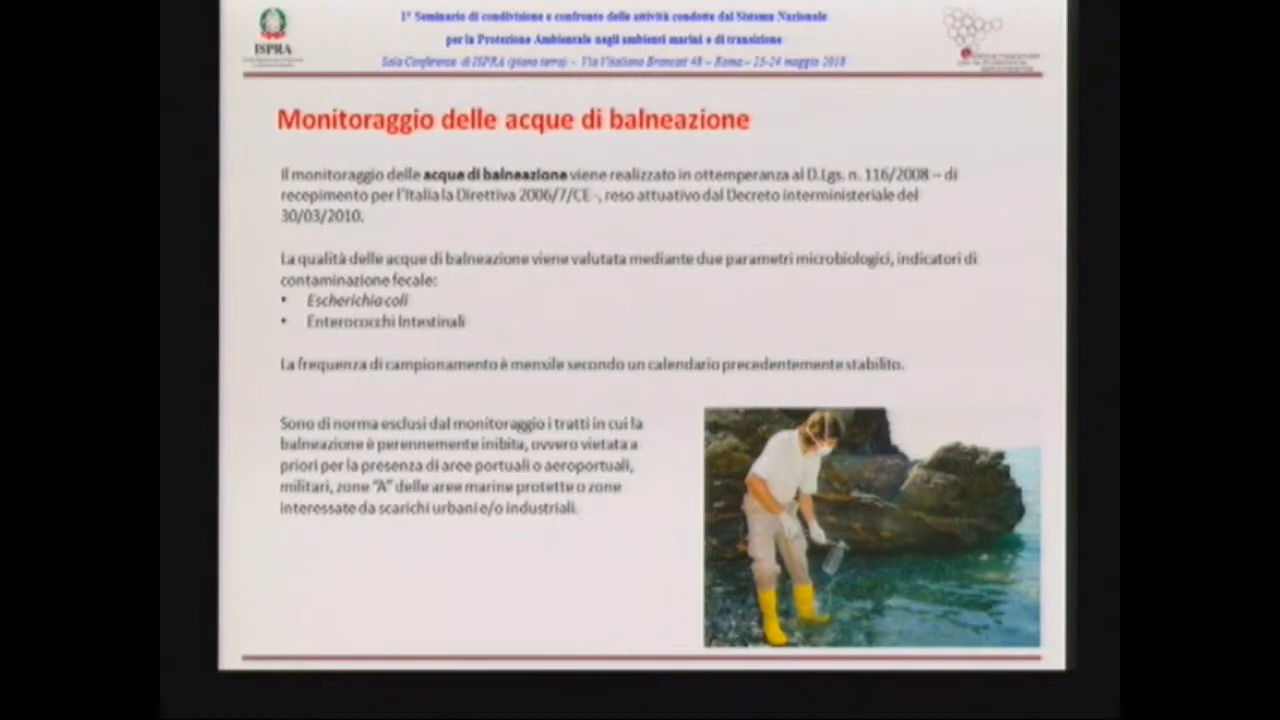 1° Seminario di condivisione e confronto delle attività condotte dal Sistema Nazionale
per la Protezione Ambientale negli ambienti marini e di transizione
Sala Conferenze di ISPRA (piano terra) - Via Vitaliano Brancati 48 – Roma – 23-24 maggio 2018
ISPRA
Monitoraggio delle acque di balneazione
Il monitoraggio delle acque di balneazione viene realizzato in ottemperanza al D.Lgs. n. 116/2008 – di
recepimento per l'Italia la Direttiva 2006/7/CE -, reso attuativo dal Decreto interministeriale del
30/03/2010.
La qualità delle acque di balneazione viene valutata mediante due parametri microbiologici, indicatori di
contaminazione fecale:
• Escherichia coli
• Enterococchi Intestinali
La frequenza di campionamento è mensile secondo un calendario precedentemente stabilito.
Sono di norma esclusi dal monitoraggio i tratti in cui la
balneazione è perennemente inibita, ovvero vietata a
priori per la presenza di aree portuali o aeroportuali,
militari, zone "A" delle aree marine protette o zone
interessate da scarichi urbani e/o industriali.